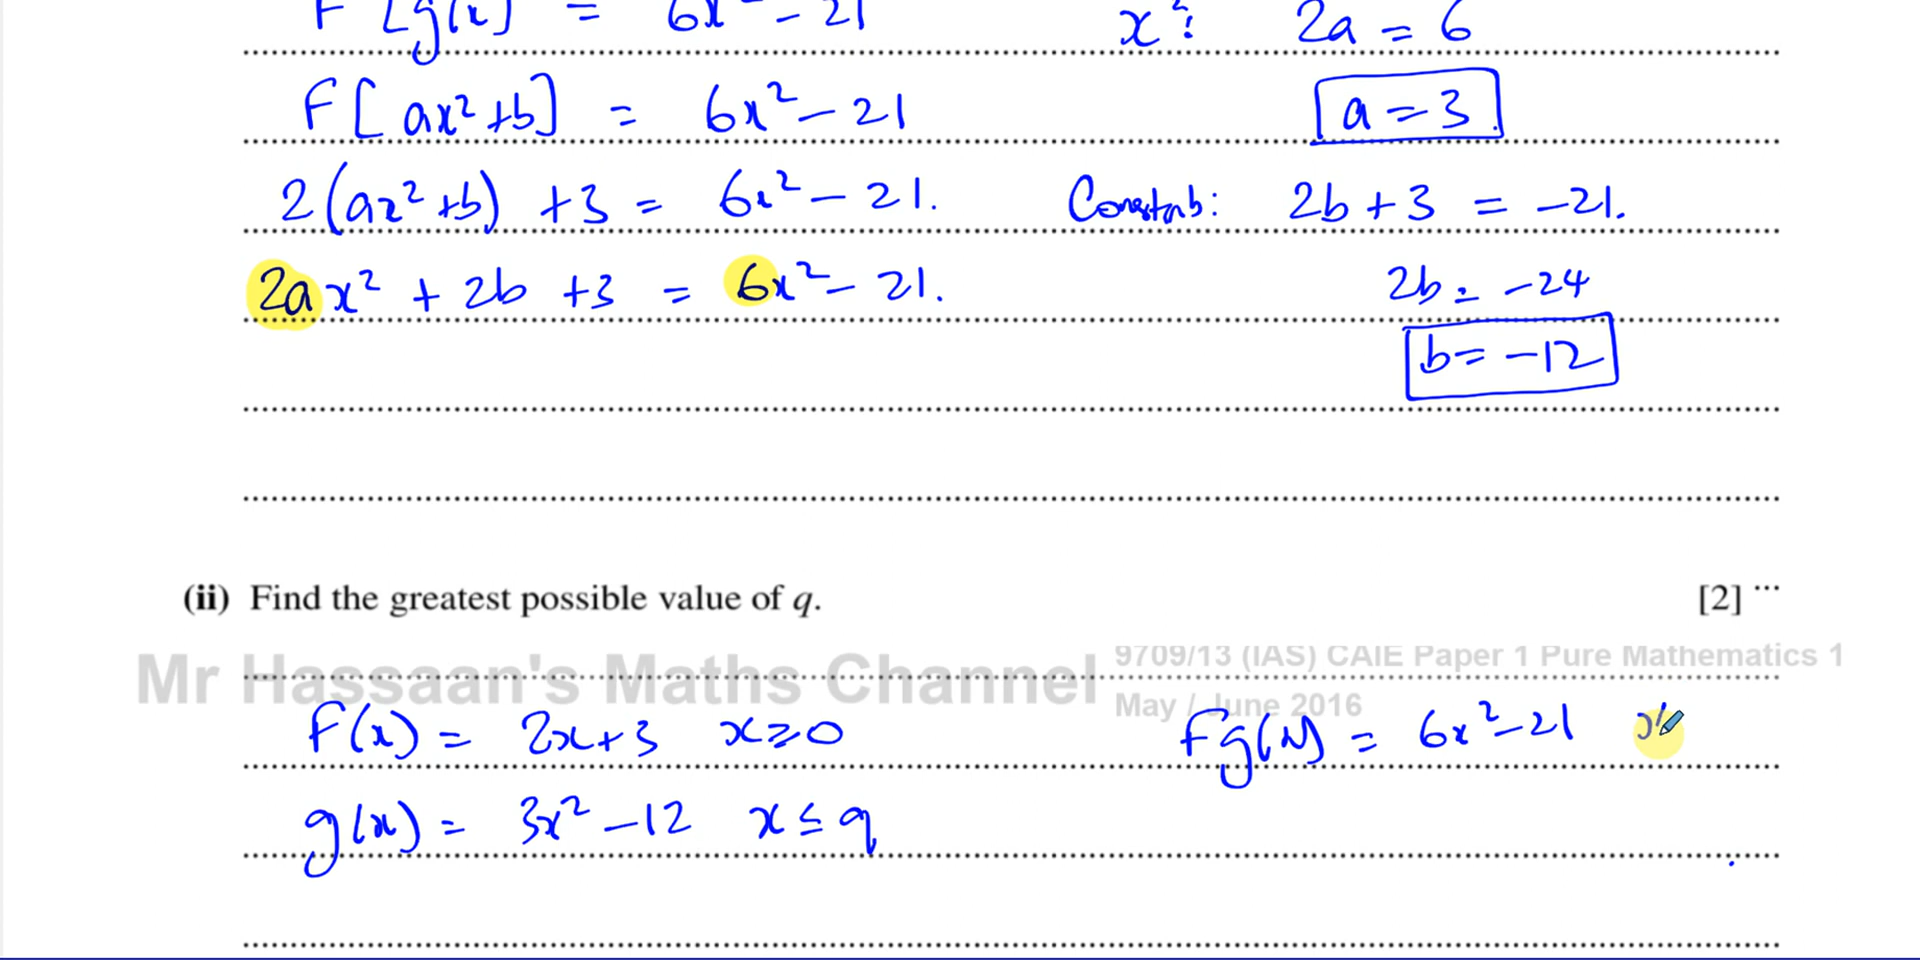 F[g(x)] = 6x² - 21 x²: 2a = 6
F[ax²+b] = 6x² - 21 a = 3
2(ax²+b) + 3 = 6x² - 21. Constnb: 2b + 3 = -21.
2ax² + 2b + 3 = 6x² - 21. 2b = -24
b = -12
(ii) Find the greatest possible value of q. [2] ...
Mr Hassaan's Maths Channel 9709/13 (IAS) CAIE Paper 1 Pure Mathematics 1
May / June 2016
F(x) = 2x+3 x≥0 Fg(x) = 6x² - 21
g(x) = 3x² - 12 x ≤ q